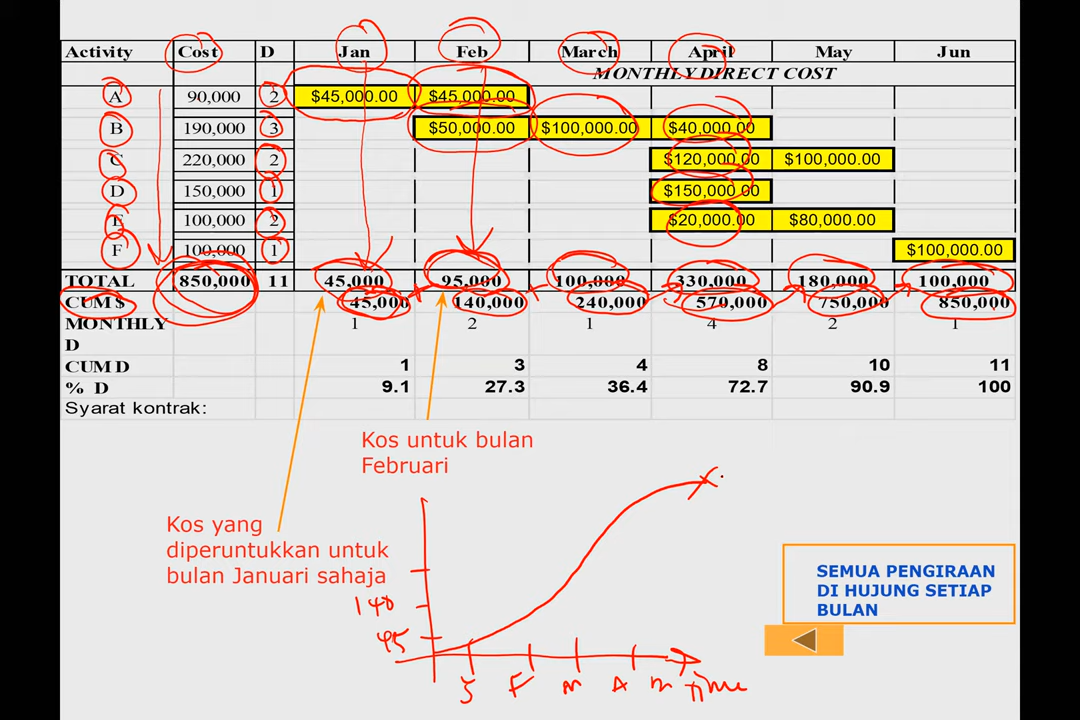 Activity Cost D Jan Feb March April May Jun
MONTHLY DIRECT COST
A 90,000 2 $45,000.00 $45,000.00
B 190,000 3 $50,000.00 $100,000.00 $40,000.00
C 220,000 2 $120,000.00 $100,000.00
D 150,000 1 $150,000.00
E 100,000 2 $20,000.00 $80,000.00
F 100,000 1 $100,000.00
TOTAL 850,000 11 45,000 95,000 100,000 330,000 180,000 100,000
CUM $ 45,000 140,000 240,000 570,000 750,000 850,000
MONTHLY 1 2 1 4 2 1
D
CUM D 1 3 4 8 10 11
% D 9.1 27.3 36.4 72.7 90.9 100
Syarat kontrak:
Kos untuk bulan
Februari
Kos yang
diperuntukkan untuk
bulan Januari sahaja
SEMUA PENGIRAAN
DI HUJUNG SETIAP
BULAN
140
45
J F M A M Time